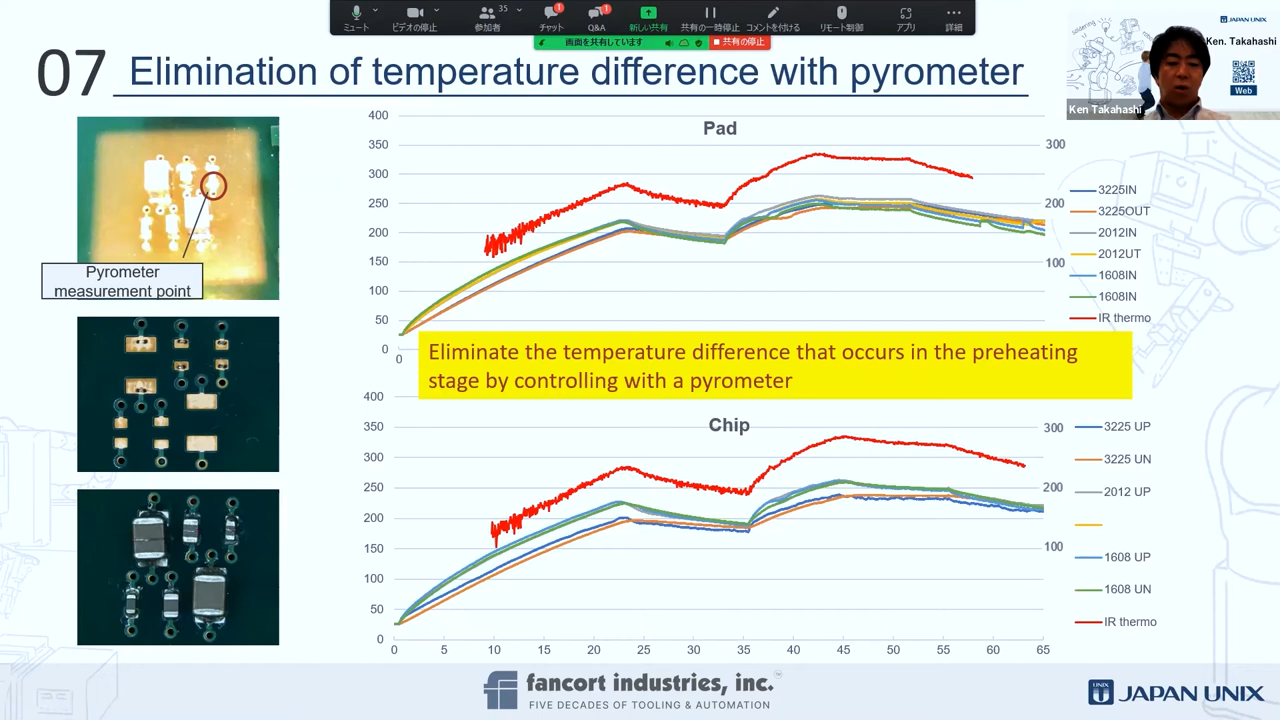 ミュート
ビデオの停止
35
参加者
1
チャット
1
Q&A
新しい共有
共有の一時停止
コメントを付ける
リモート制御
アプリ
詳細
画面を共有しています
共有の停止
JAPAN UNIX
Ken. Takahashi
Web
Ken Takahashi
07 Elimination of temperature difference with pyrometer
Pyrometer
measurement point
Pad
400
350
300
250
200
150
100
50
0
0
300
200
100
3225IN
3225OUT
2012IN
2012UT
1608IN
1608IN
IR thermo
Eliminate the temperature difference that occurs in the preheating
stage by controlling with a pyrometer
Chip
400
350
300
250
200
150
100
50
0
0 5 10 15 20 25 30 35 40 45 50 55 60 65
300
200
100
3225 UP
3225 UN
2012 UP
1608 UP
1608 UN
IR thermo
fancort industries, inc.
FIVE DECADES OF TOOLING & AUTOMATION
JAPAN UNIX